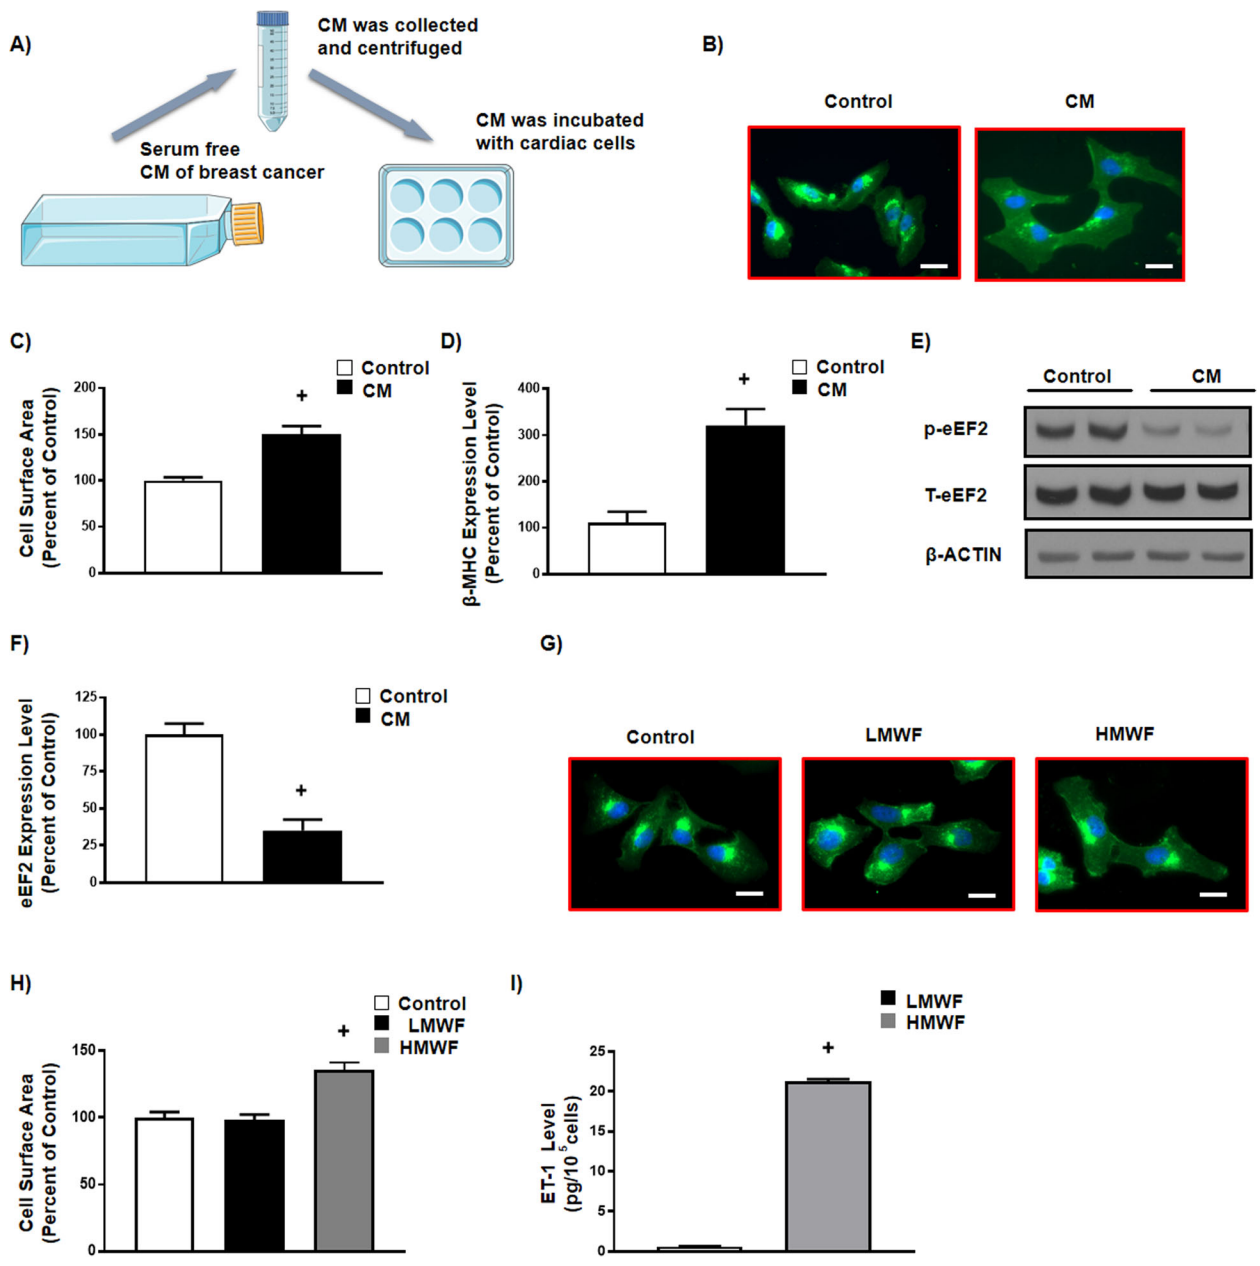 A)
CM was collected
and centrifuged
Serum free
CM of breast cancer
CM was incubated
with cardiac cells
B)
Control
CM
C)
Control
CM
Cell Surface Area
(Percent of Control)
200
150
100
50
0
+
D)
Control
CM
β-MHC Expression Level
(Percent of Control)
400
300
200
100
0
+
E)
Control
CM
p-eEF2
T-eEF2
β-ACTIN
F)
Control
CM
eEF2 Expression Level
(Percent of Control)
125
100
75
50
25
0
+
G)
Control
LMWF
HMWF
H)
Control
LMWF
HMWF
Cell Surface Area
(Percent of Control)
150
100
50
0
+
I)
LMWF
HMWF
ET-1 Level
(pg/10⁵cells)
25
20
15
10
5
0
+